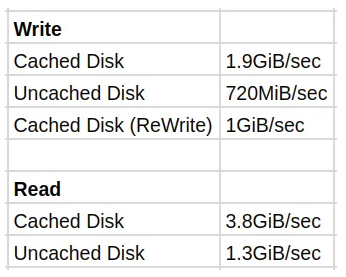 Write
Cached Disk 1.9GiB/sec
Uncached Disk 720MiB/sec
Cached Disk (ReWrite) 1GiB/sec
Read
Cached Disk 3.8GiB/sec
Uncached Disk 1.3GiB/sec